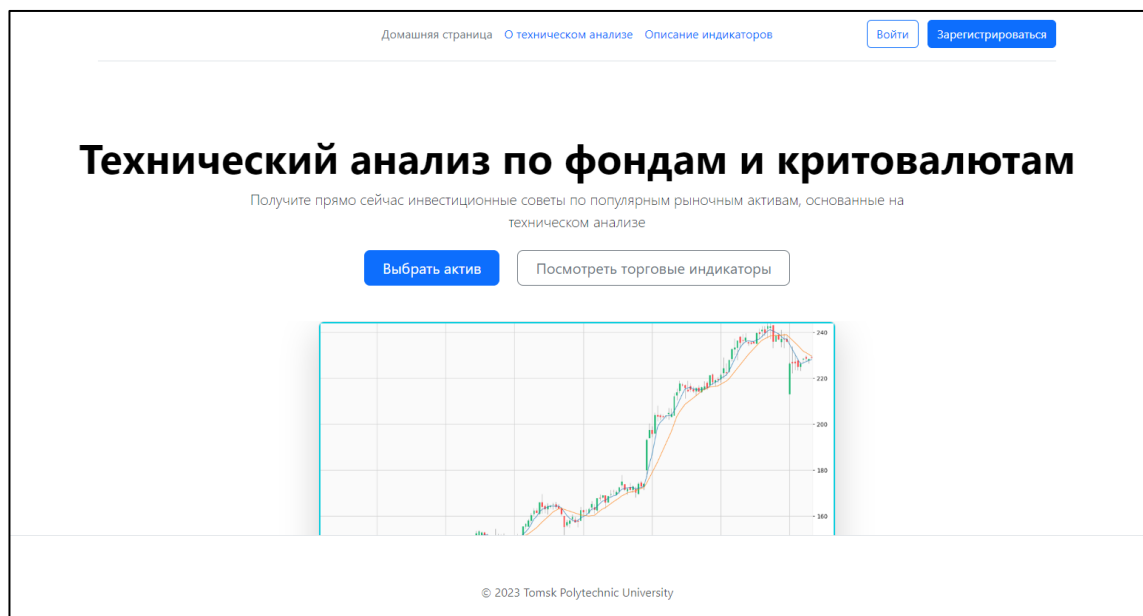 Домашняя страница О техническом анализе Описание индикаторов Войти Зарегистрироваться
Технический анализ по фондам и критовалютам
Получите прямо сейчас инвестиционные советы по популярным рыночным активам, основанные на
техническом анализе
Выбрать актив Посмотреть торговые индикаторы
240
220
200
180
160
© 2023 Tomsk Polytechnic University